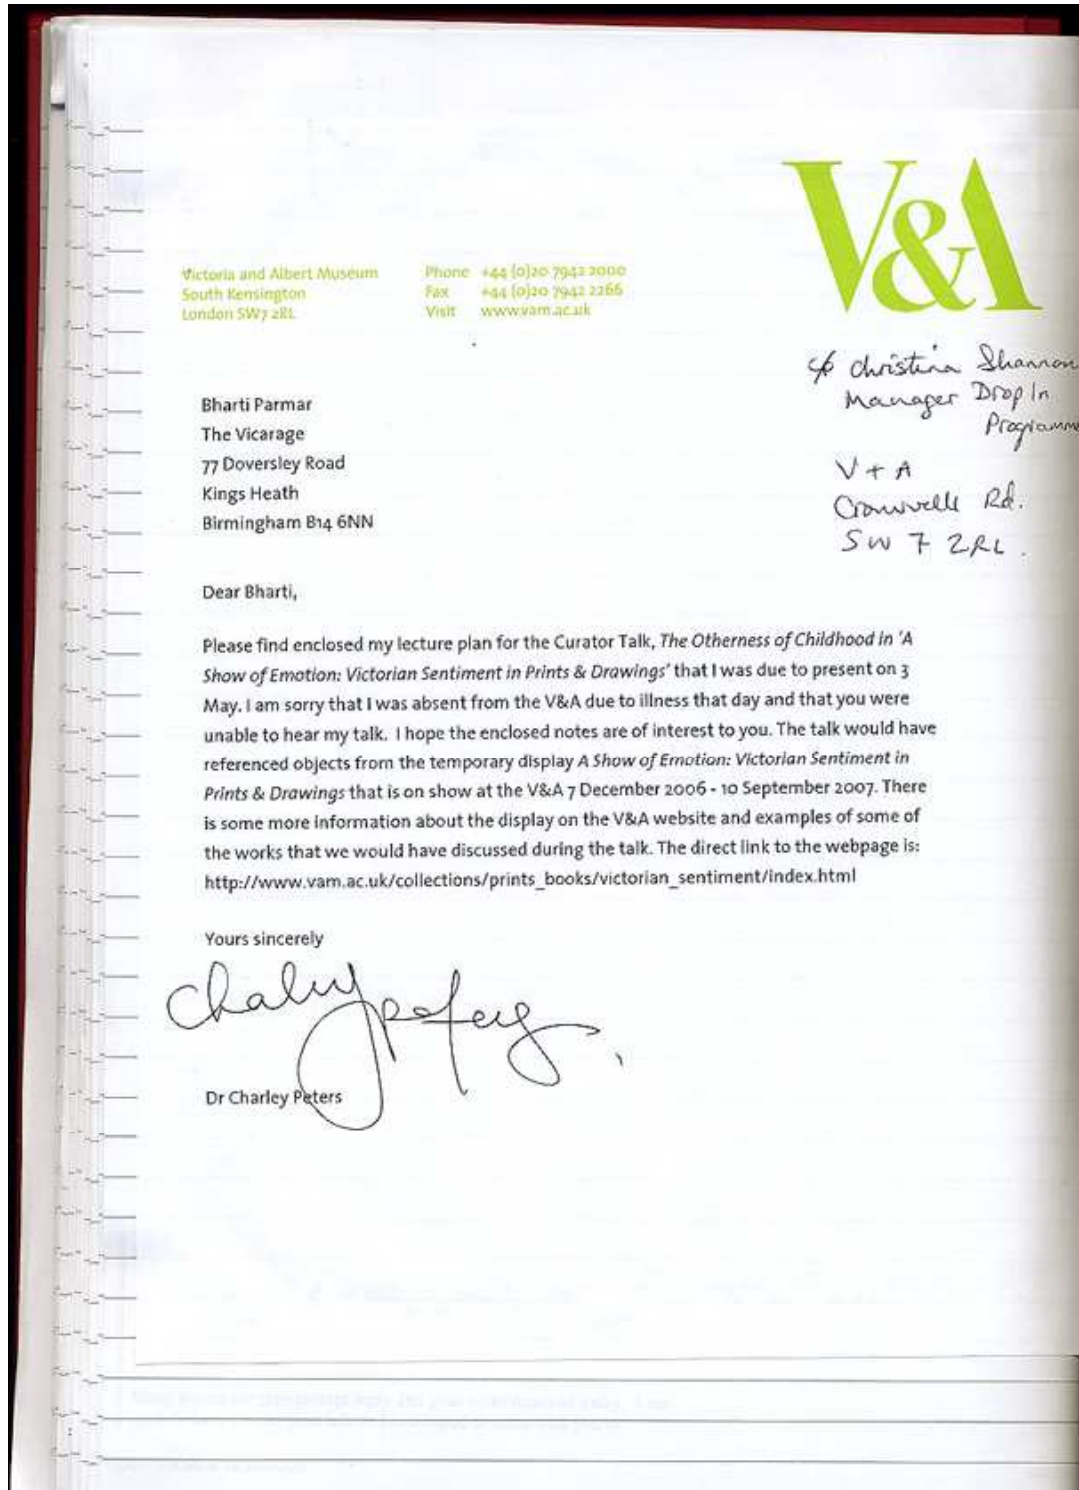 V&A
Victoria and Albert Museum
South Kensington
London SW7 2RL
Phone +44 (0)20 7942 2000
Fax +44 (0)20 7942 2266
Visit www.vam.ac.uk
c/o Christina Shannon
Manager Drop In
Programme
V + A
Cromwelle Rd.
SW 7 2RL.
Bharti Parmar
The Vicarage
77 Doversley Road
Kings Heath
Birmingham B14 6NN
Dear Bharti,
Please find enclosed my lecture plan for the Curator Talk, The Otherness of Childhood in 'A
Show of Emotion: Victorian Sentiment in Prints & Drawings' that I was due to present on 3
May. I am sorry that I was absent from the V&A due to illness that day and that you were
unable to hear my talk. I hope the enclosed notes are of interest to you. The talk would have
referenced objects from the temporary display A Show of Emotion: Victorian Sentiment in
Prints & Drawings that is on show at the V&A 7 December 2006 - 10 September 2007. There
is some more information about the display on the V&A website and examples of some of
the works that we would have discussed during the talk. The direct link to the webpage is:
http://www.vam.ac.uk/collections/prints_books/victorian_sentiment/index.html
Yours sincerely
Charley Peters
Dr Charley Peters